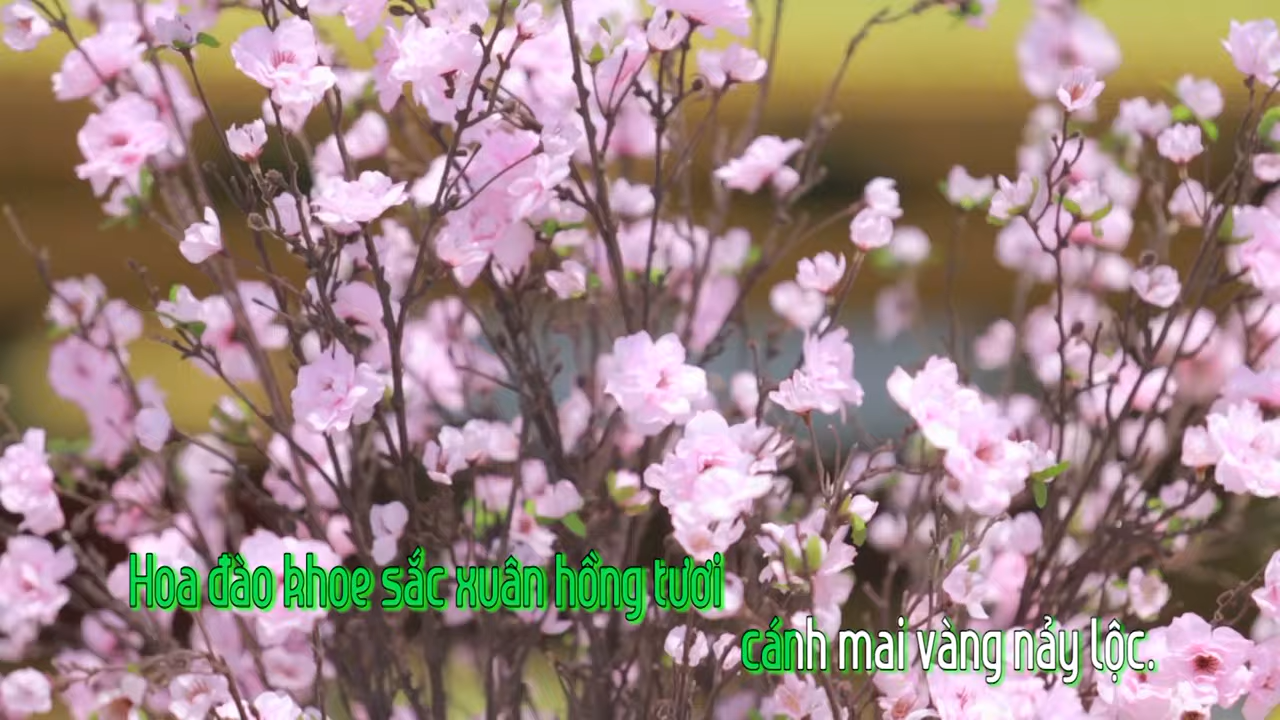 Hoa đào khoe sắc xuân hồng tươi
cánh mai vàng nảy lộc.